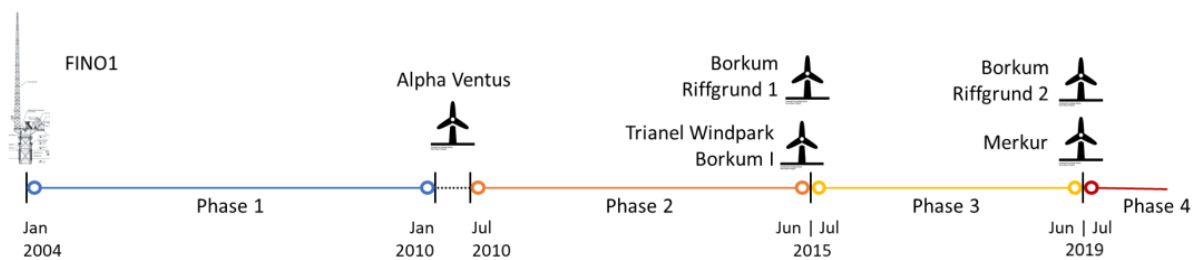 FINO1
Alpha Ventus
Borkum
Riffgrund 1
Trianel Windpark
Borkum I
Borkum
Riffgrund 2
Merkur
Phase 1
Phase 2
Phase 3
Phase 4
Jan
2004
Jan
2010
Jul
2010
Jun | Jul
2015
Jun | Jul
2019